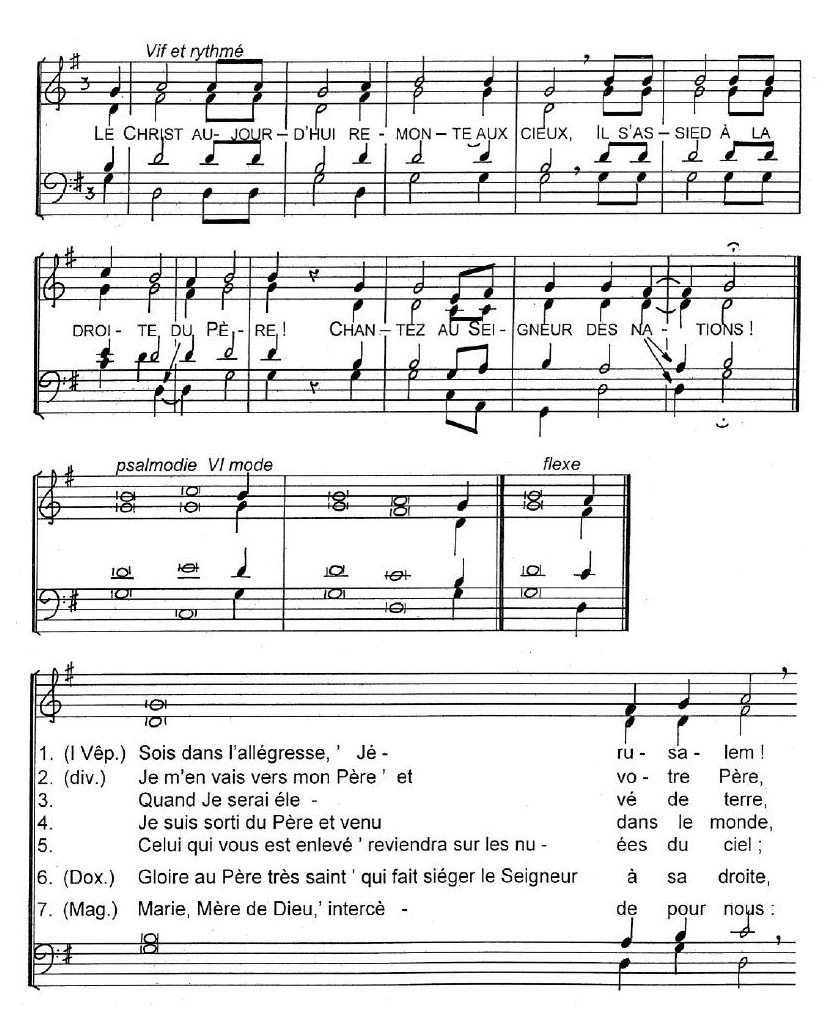 Vif et rythmé
3
LE CHRIST AU- JOUR – D'HUI RE - MON – TE AUX CIEUX, IL S'AS – SIED À LA
3
DROI- TE DU PÈ - RE ! CHAN – TEZ AU SEI - GNEUR DES NA - TIONS !
psalmodie VI mode flexe
1. (I Vêp.) Sois dans l'allégresse, ' Jé - ru - sa - lem !
2. (div.) Je m'en vais vers mon Père ' et vo - tre Père,
3. Quand Je serai éle - vé de terre,
4. Je suis sorti du Père et venu dans le monde,
5. Celui qui vous est enlevé ' reviendra sur les nu - ées du ciel ;
6. (Dox.) Gloire au Père très saint ' qui fait siéger le Seigneur à sa droite,
7. (Mag.) Marie, Mère de Dieu,' intercè - de pour nous :